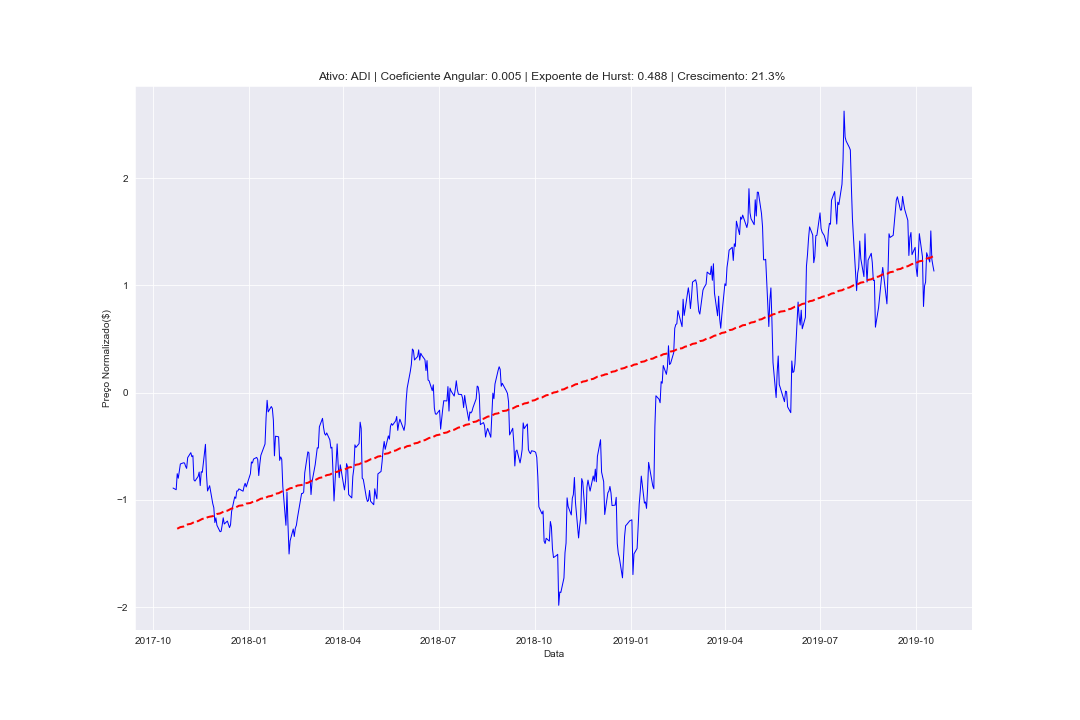 Ativo: ADI | Coeficiente Angular: 0.005 | Expoente de Hurst: 0.488 | Crescimento: 21.3%
Preço Normalizado($)
2
1
0
−1
−2
2017-10 2018-01 2018-04 2018-07 2018-10 2019-01 2019-04 2019-07 2019-10
Data